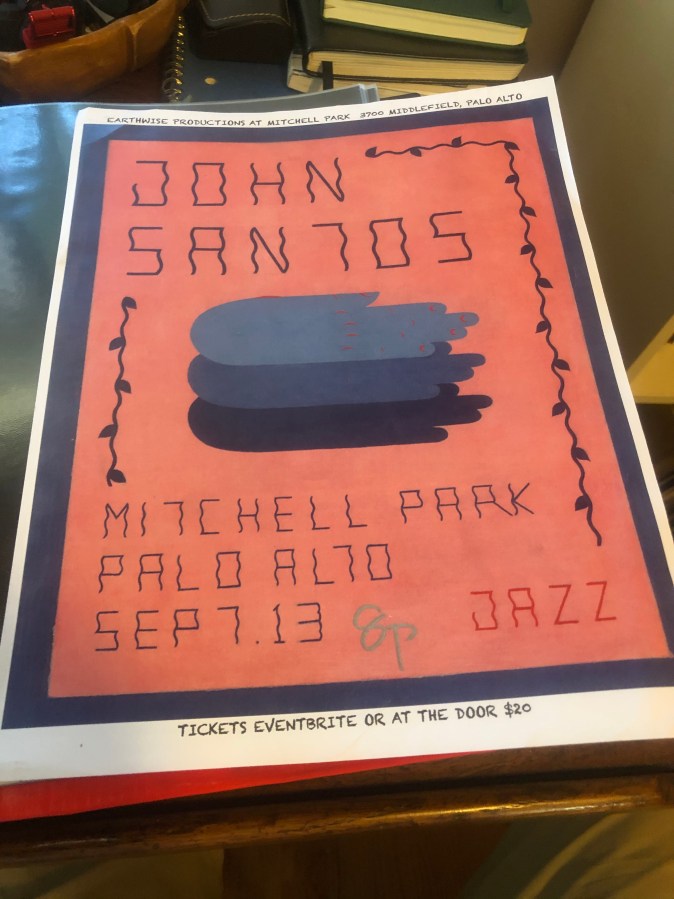 EARTHWISE PRODUCTIONS AT MITCHELL PARK 3700 MIDDLEFIELD, PALO ALTO
JOHN
SANTOS
MITCHELL PARK
PALO ALTO
SEPT.13 8p
JAZZ
TICKETS EVENTBRITE OR AT THE DOOR $20